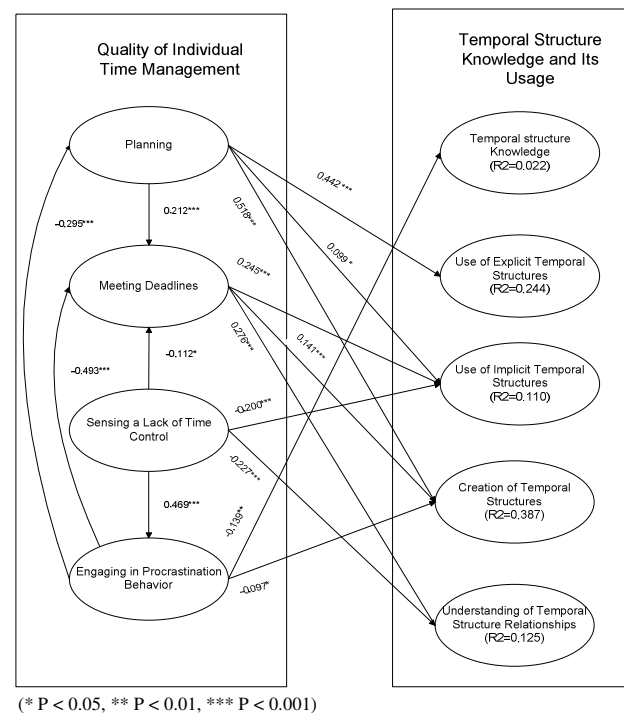 Quality of Individual
Time Management
Temporal Structure
Knowledge and Its
Usage
Planning
Temporal structure
Knowledge
(R2=0.022)
-0.295***
0.212***
0.442***
0.518***
0.099*
Meeting Deadlines
0.245***
0.276***
0.141***
Use of Explicit Temporal
Structures
(R2=0.244)
-0.493***
-0.112*
Use of Implicit Temporal
Structures
(R2=0.110)
Sensing a Lack of Time
Control
-0.200***
-0.227***
0.469***
-0.139**
Creation of Temporal
Structures
(R2=0.387)
Engaging in Procrastination
Behavior
-0.097*
Understanding of Temporal
Structure Relationships
(R2=0.125)
(* P < 0.05, ** P < 0.01, *** P < 0.001)